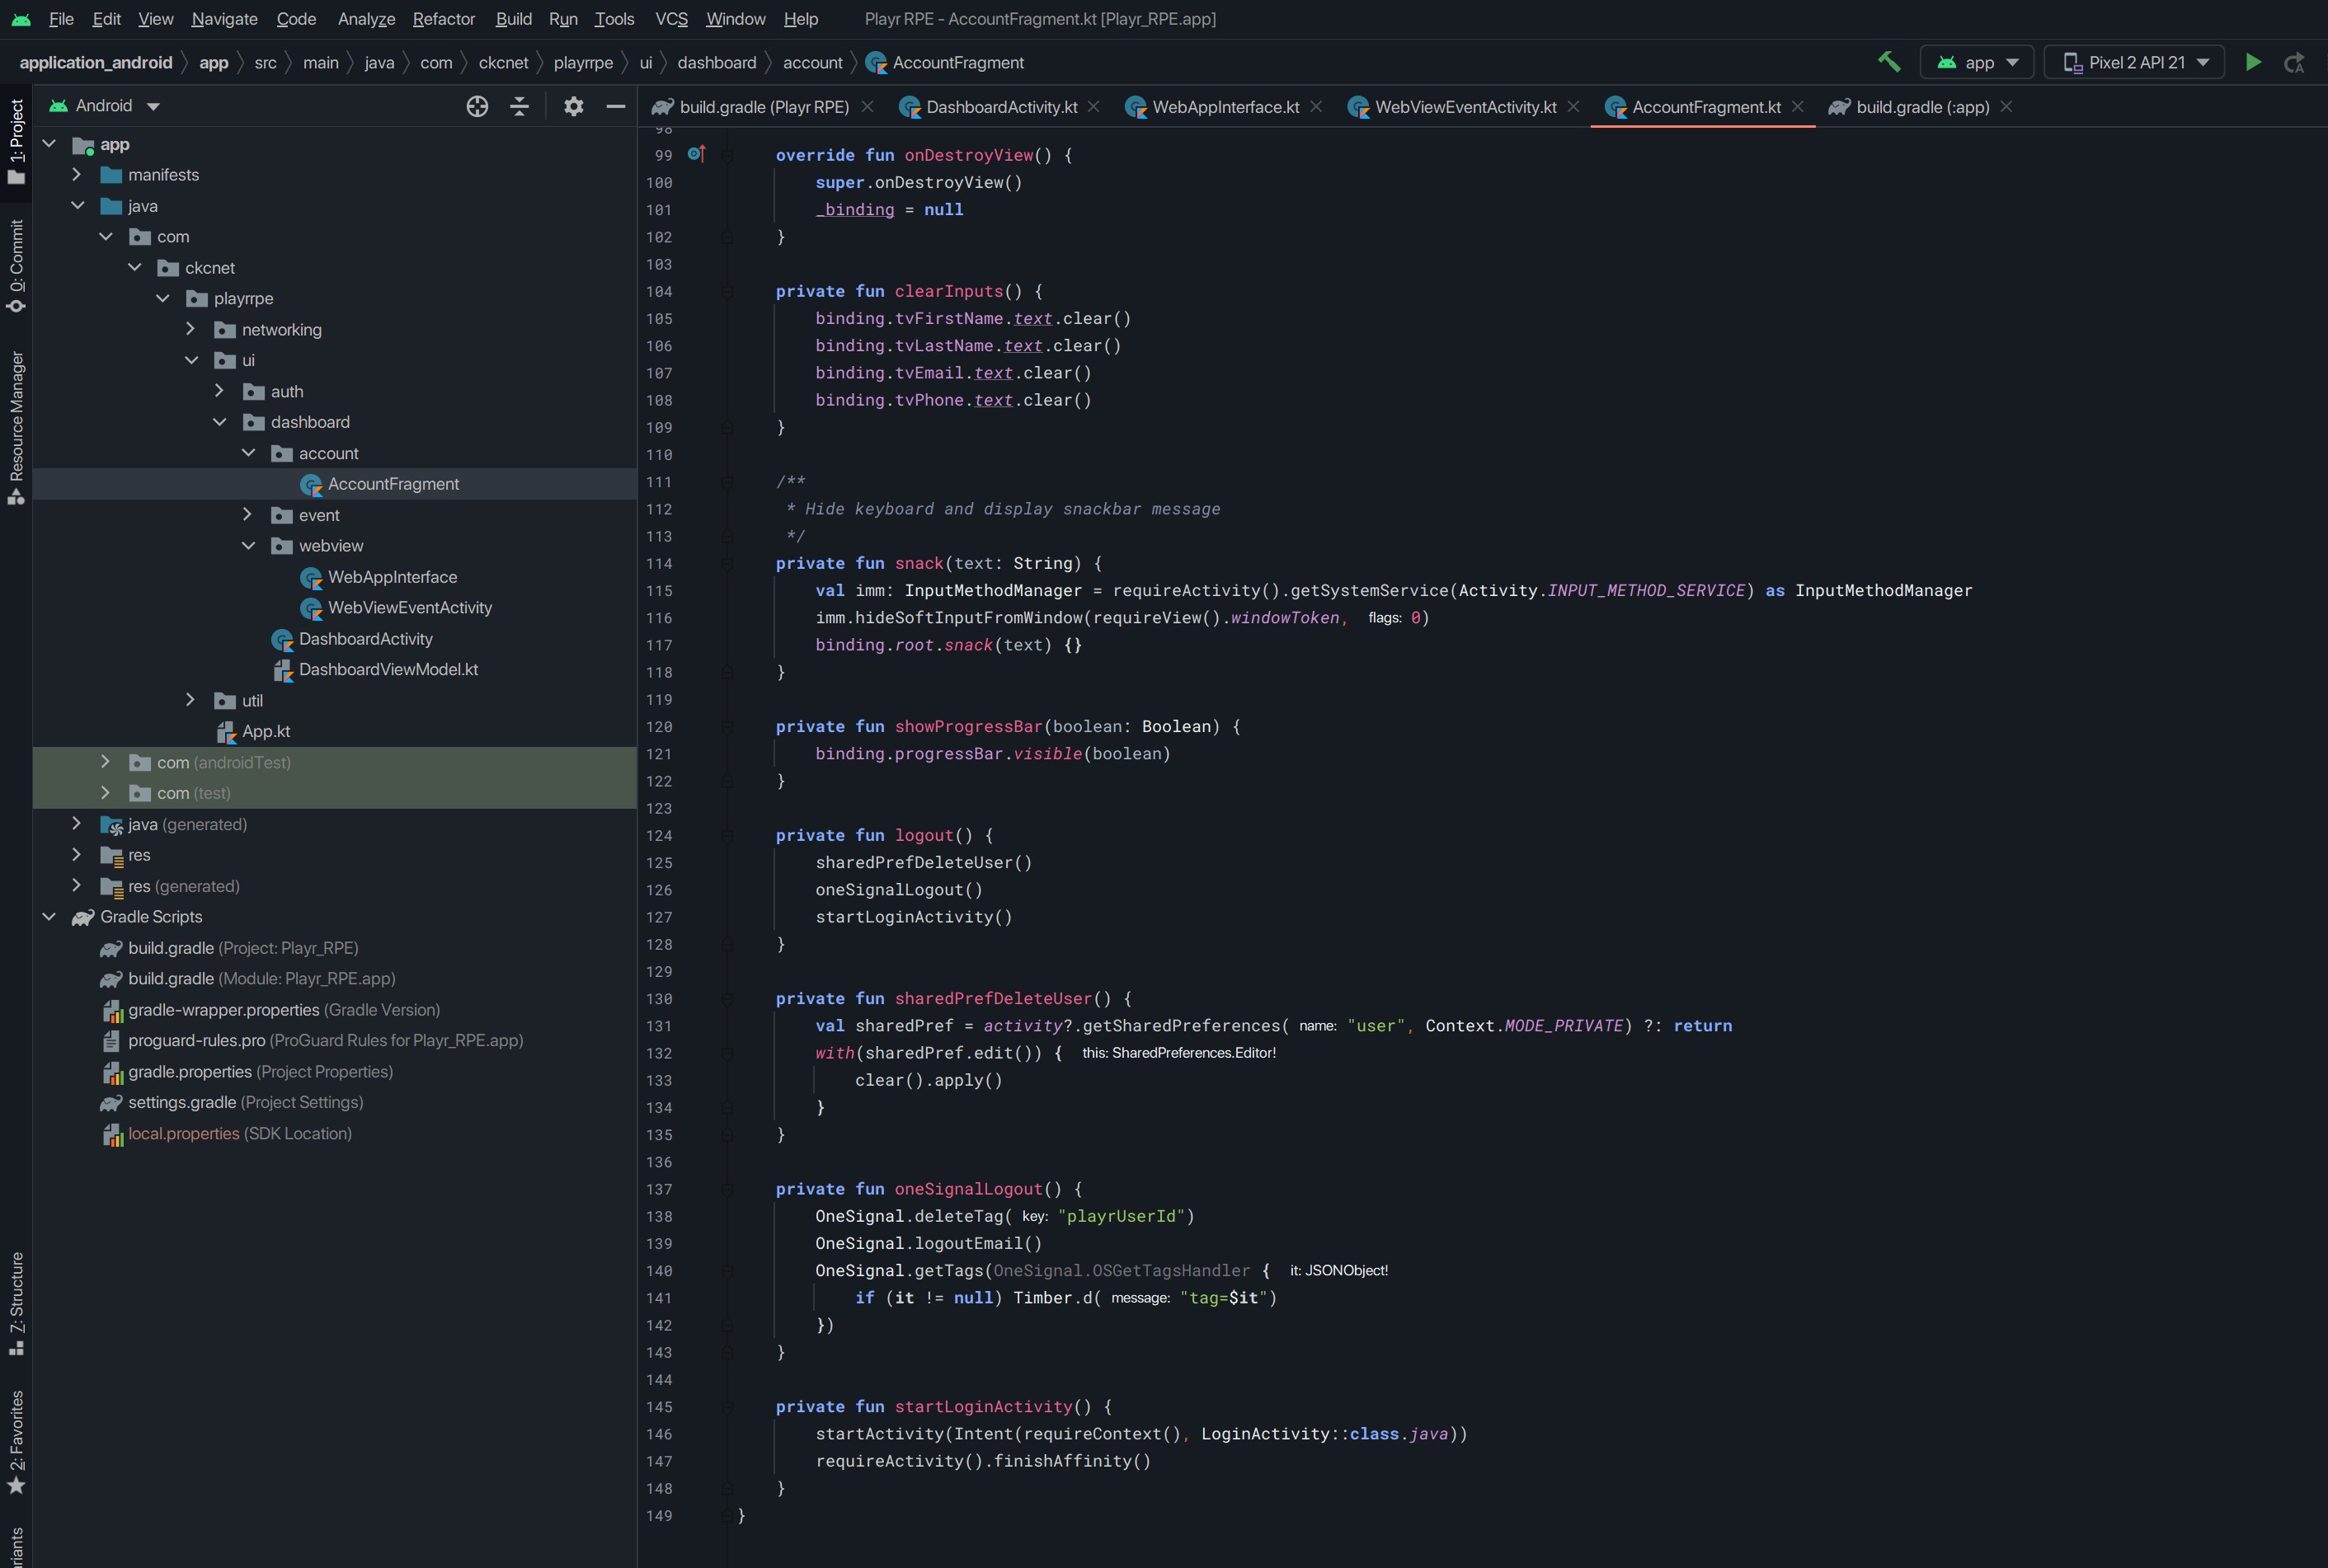 File Edit View Navigate Code Analyze Refactor Build Run Tools VCS Window Help Playr RPE - AccountFragment.kt [Playr_RPE.app]
application_android app src main java com ckcnet playrrpe ui dashboard account AccountFragment app Pixel 2 API 21
1: Project
0: Commit
Resource Manager
7: Structure
2: Favorites
Android
app
manifests
java
com
ckcnet
playrrpe
networking
ui
auth
dashboard
account
AccountFragment
event
webview
WebAppInterface
WebViewEventActivity
DashboardActivity
DashboardViewModel.kt
util
App.kt
com (androidTest)
com (test)
java (generated)
res
res (generated)
Gradle Scripts
build.gradle (Project: Playr_RPE)
build.gradle (Module: Playr_RPE.app)
gradle-wrapper.properties (Gradle Version)
proguard-rules.pro (ProGuard Rules for Playr_RPE.app)
gradle.properties (Project Properties)
settings.gradle (Project Settings)
local.properties (SDK Location)
build.gradle (Playr RPE) DashboardActivity.kt WebAppInterface.kt WebViewEventActivity.kt AccountFragment.kt build.gradle (:app)
98
99 override fun onDestroyView() {
100 super.onDestroyView()
101 _binding = null
102 }
103
104 private fun clearInputs() {
105 binding.tvFirstName.text.clear()
106 binding.tvLastName.text.clear()
107 binding.tvEmail.text.clear()
108 binding.tvPhone.text.clear()
109 }
110
111 /**
112 * Hide keyboard and display snackbar message
113 */
114 private fun snack(text: String) {
115 val imm: InputMethodManager = requireActivity().getSystemService(Activity.INPUT_METHOD_SERVICE) as InputMethodManager
116 imm.hideSoftInputFromWindow(requireView().windowToken, flags: 0)
117 binding.root.snack(text) {}
118 }
119
120 private fun showProgressBar(boolean: Boolean) {
121 binding.progressBar.visible(boolean)
122 }
123
124 private fun logout() {
125 sharedPrefDeleteUser()
126 oneSignalLogout()
127 startLoginActivity()
128 }
129
130 private fun sharedPrefDeleteUser() {
131 val sharedPref = activity?.getSharedPreferences( name: "user", Context.MODE_PRIVATE) ?: return
132 with(sharedPref.edit()) { this: SharedPreferences.Editor!
133 clear().apply()
134 }
135 }
136
137 private fun oneSignalLogout() {
138 OneSignal.deleteTag( key: "playrUserId")
139 OneSignal.logoutEmail()
140 OneSignal.getTags(OneSignal.OSGetTagsHandler { it: JSONObject!
141 if (it != null) Timber.d( message: "tag=$it")
142 })
143 }
144
145 private fun startLoginActivity() {
146 startActivity(Intent(requireContext(), LoginActivity::class.java))
147 requireActivity().finishAffinity()
148 }
149 }